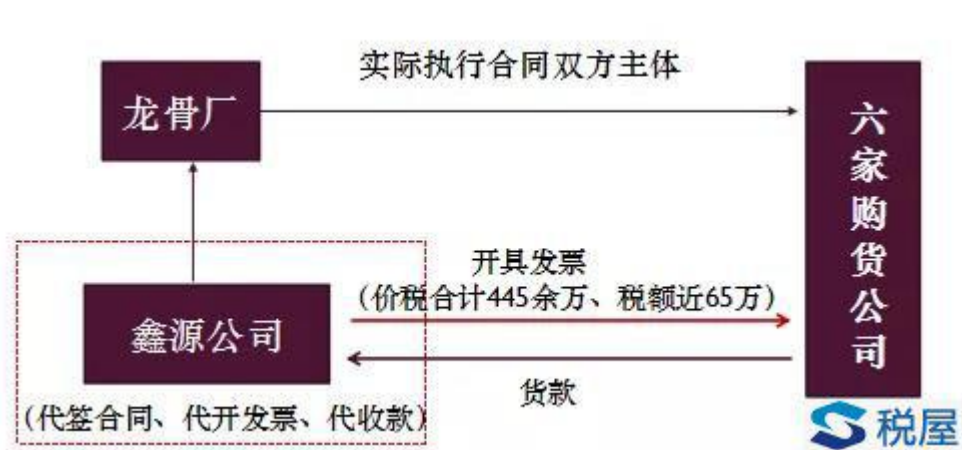 实际执行合同双方主体
龙骨厂
六家购货公司
开具发票
（价税合计445余万、税额近65万）
鑫源公司
货款
（代签合同、代开发票、代收款）
税屋